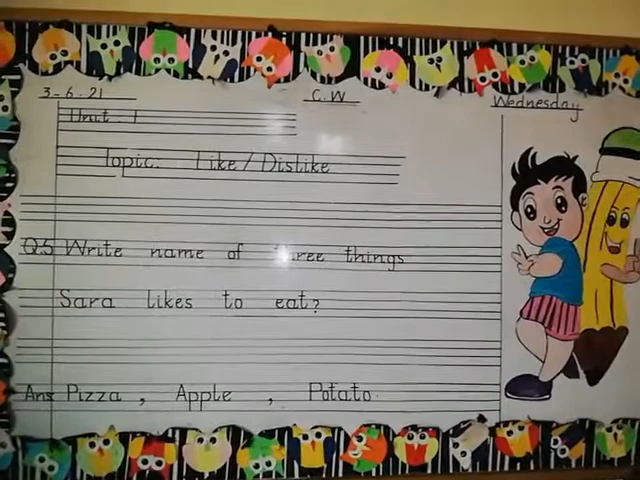 3-6-21 C.W Wednesday
Unit: 1
Topic: Like/Dislike
Q.5 Write name of three things
Sara likes to eat?
Ans Pizza , Apple , Potato.